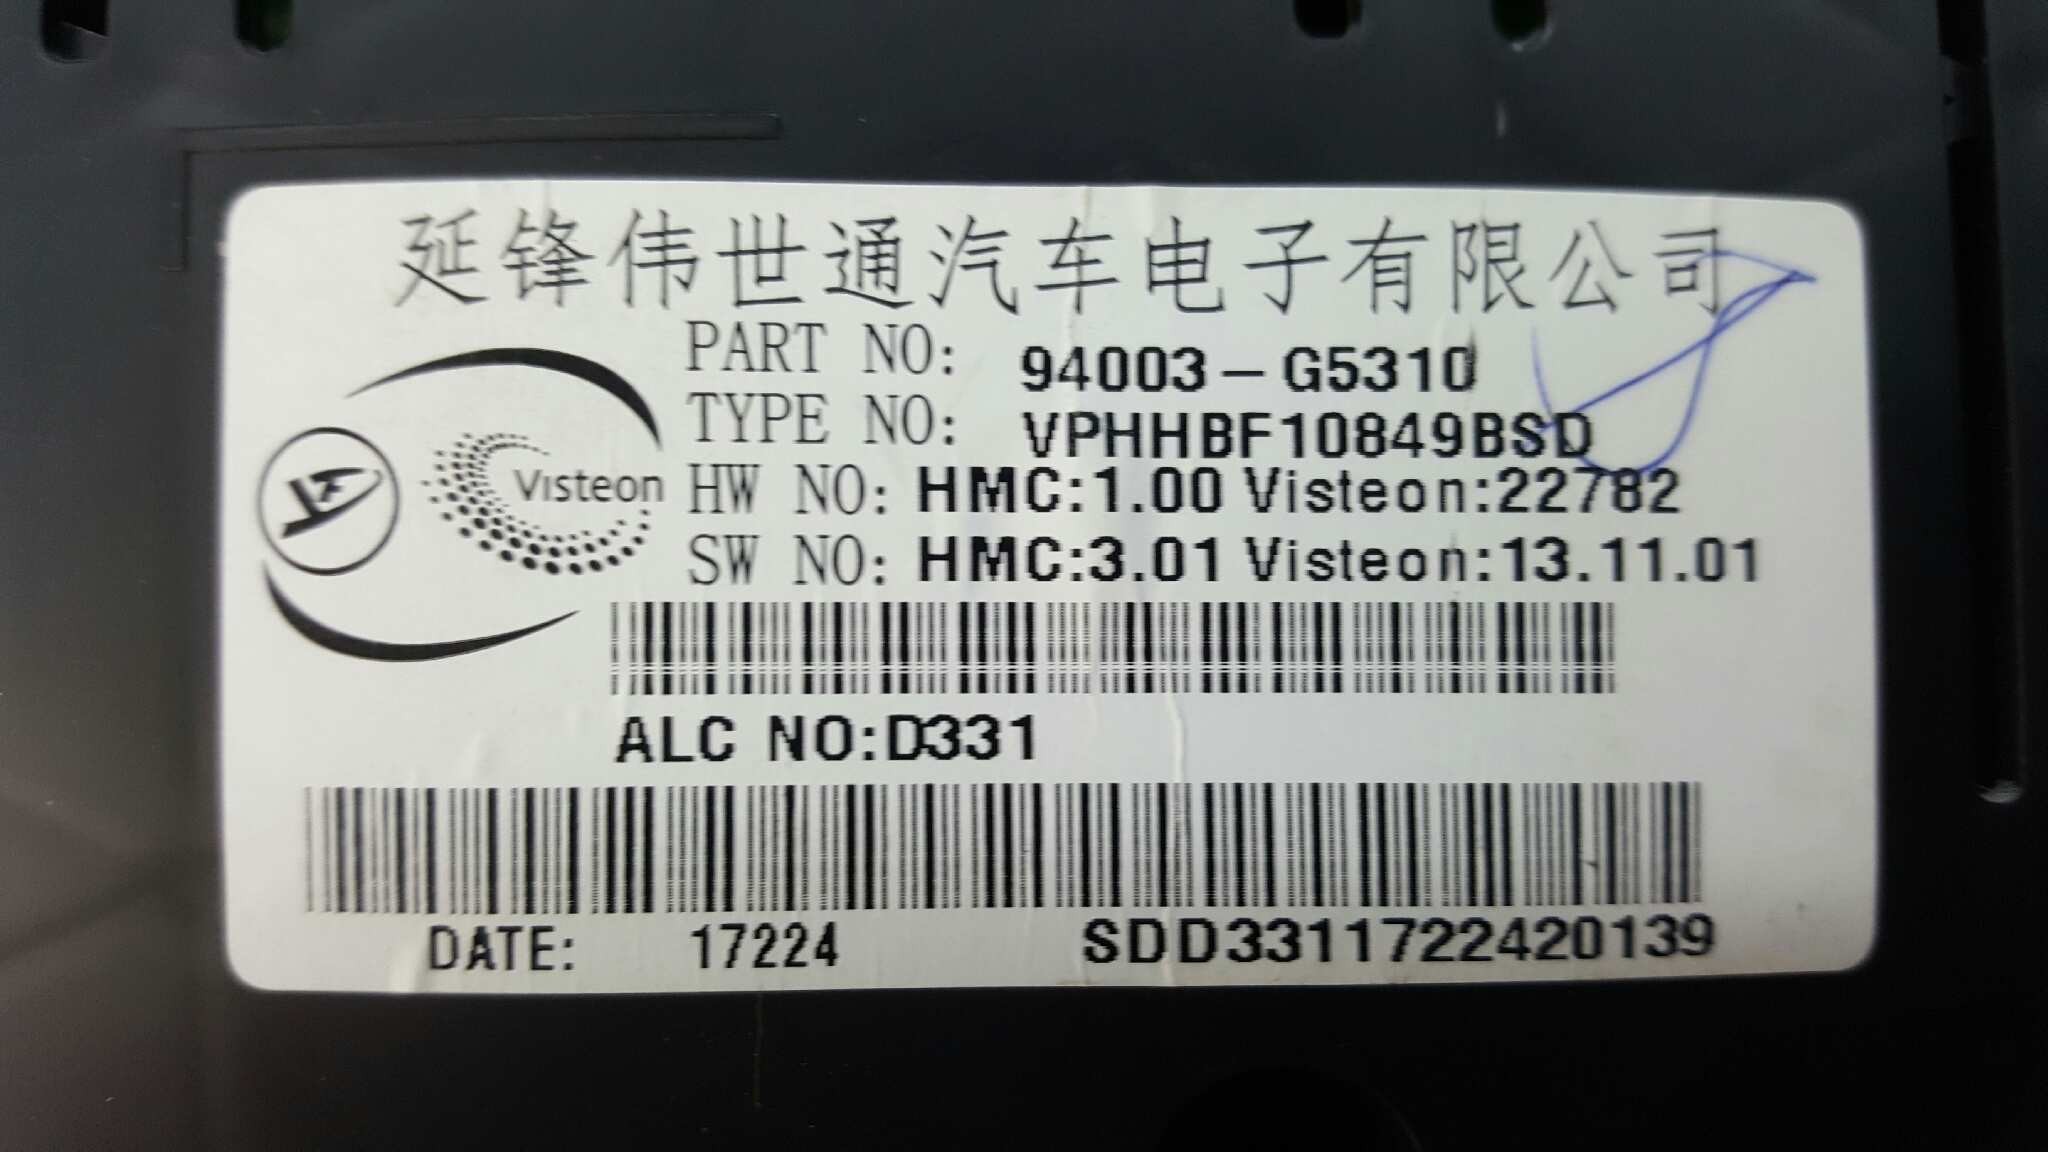 延锋伟世通汽车电子有限公司
PART NO: 94003-G5310
TYPE NO: VPHHBF10849BSD
YF Visteon
HW NO: HMC:1.00 Visteon:22782
SW NO: HMC:3.01 Visteon:13.11.01
ALC NO:D331
DATE: 17224 SDD3311722420139